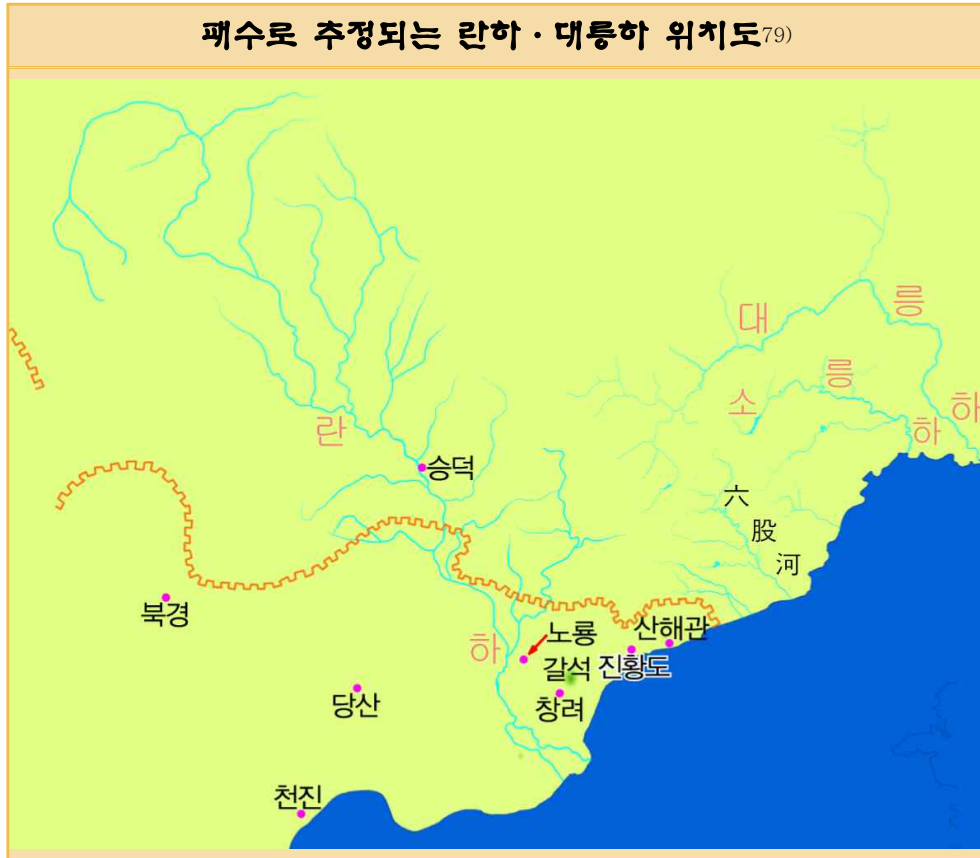 패수로 추정되는 란하 · 대릉하 위치도79)
대릉하
소릉하
란하
승덕
六股河
북경
노룡
산해관
갈석
진황도
창려
당산
천진